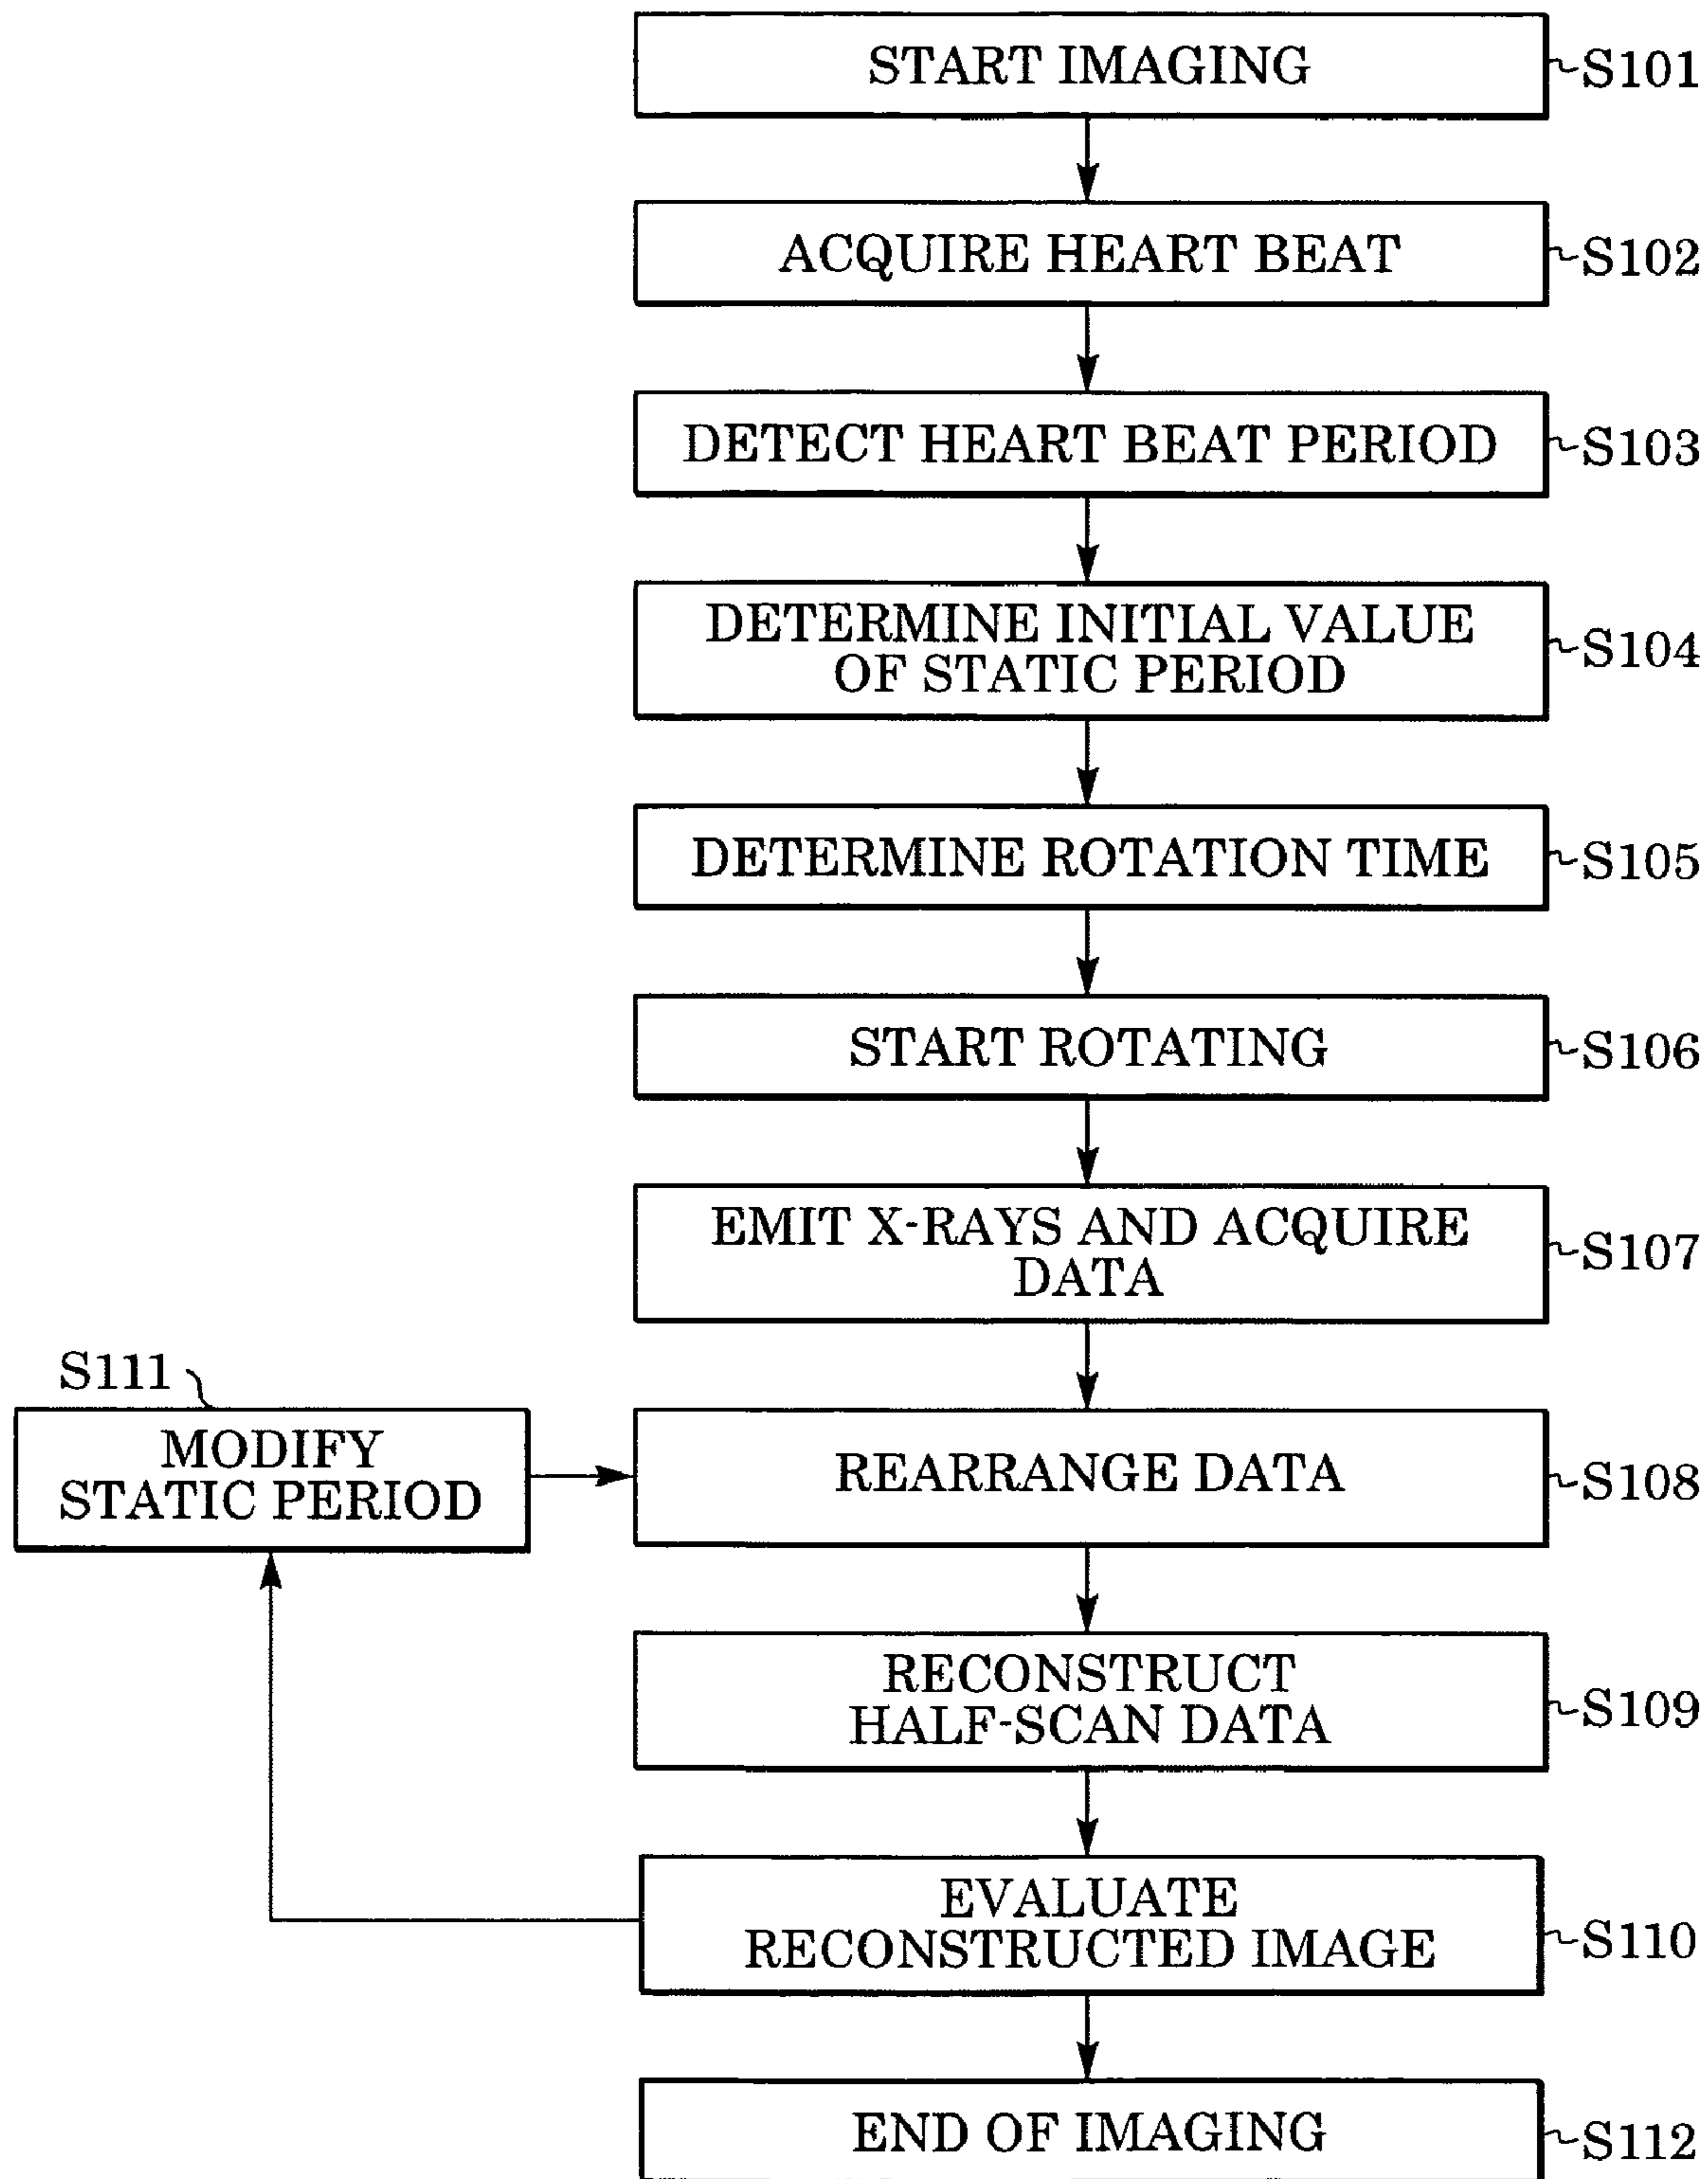 START IMAGING
S101
ACQUIRE HEART BEAT
S102
DETECT HEART BEAT PERIOD
S103
DETERMINE INITIAL VALUE
OF STATIC PERIOD
S104
DETERMINE ROTATION TIME
S105
START ROTATING
S106
EMIT X-RAYS AND ACQUIRE
DATA
S107
S111
MODIFY
STATIC PERIOD
REARRANGE DATA
S108
RECONSTRUCT
HALF-SCAN DATA
S109
EVALUATE
RECONSTRUCTED IMAGE
S110
END OF IMAGING
S112